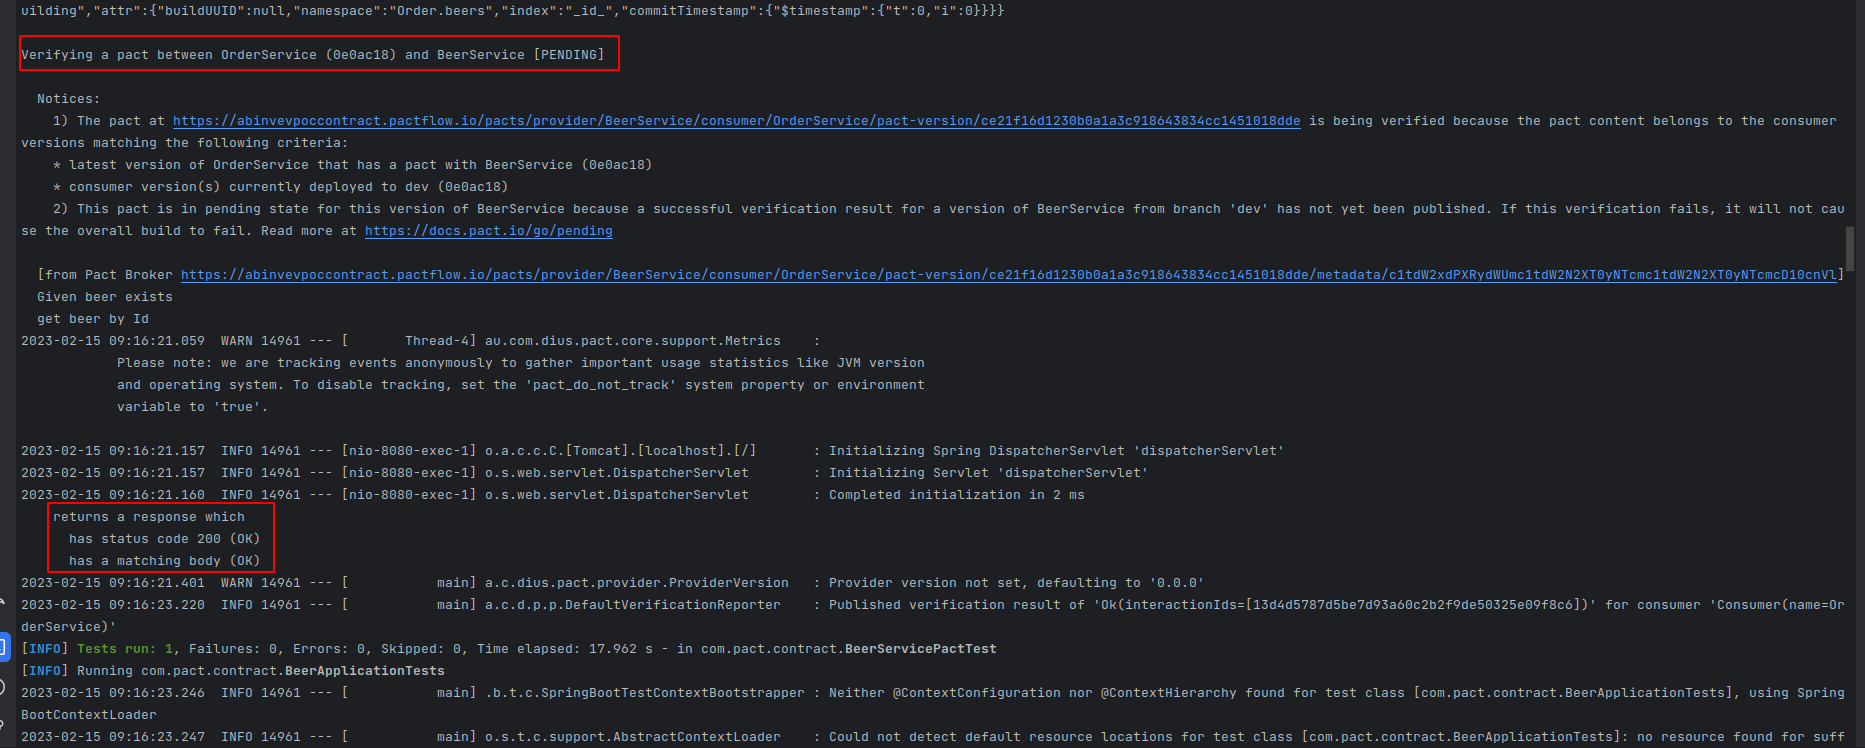 uilding","attr":{"buildUUID":null,"namespace":"Order.beers","index":"_id_","commitTimestamp":{"$timestamp":{"t":0,"i":0}}}}
Verifying a pact between OrderService (0e0ac18) and BeerService [PENDING]
Notices:
1) The pact at https://abinvevpoccontract.pactflow.io/pacts/provider/BeerService/consumer/OrderService/pact-version/ce21f16d1230b0a1a3c918643834cc1451018dde is being verified because the pact content belongs to the consumer
versions matching the following criteria:
* latest version of OrderService that has a pact with BeerService (0e0ac18)
* consumer version(s) currently deployed to dev (0e0ac18)
2) This pact is in pending state for this version of BeerService because a successful verification result for a version of BeerService from branch 'dev' has not yet been published. If this verification fails, it will not cau
se the overall build to fail. Read more at https://docs.pact.io/go/pending
[from Pact Broker https://abinvevpoccontract.pactflow.io/pacts/provider/BeerService/consumer/OrderService/pact-version/ce21f16d1230b0a1a3c918643834cc1451018dde/metadata/c1tdW2xdPXRydWUmc1tdW2N2XT0yNTcmc1tdW2N2XT0yNTcmcD10cnVl]
Given beer exists
get beer by Id
2023-02-15 09:16:21.059  WARN 14961 --- [       Thread-4] au.com.dius.pact.core.support.Metrics    :
Please note: we are tracking events anonymously to gather important usage statistics like JVM version
and operating system. To disable tracking, set the 'pact_do_not_track' system property or environment
variable to 'true'.
2023-02-15 09:16:21.157  INFO 14961 --- [nio-8080-exec-1] o.a.c.c.C.[Tomcat].[localhost].[/]       : Initializing Spring DispatcherServlet 'dispatcherServlet'
2023-02-15 09:16:21.157  INFO 14961 --- [nio-8080-exec-1] o.s.web.servlet.DispatcherServlet        : Initializing Servlet 'dispatcherServlet'
2023-02-15 09:16:21.160  INFO 14961 --- [nio-8080-exec-1] o.s.web.servlet.DispatcherServlet        : Completed initialization in 2 ms
returns a response which
has status code 200 (OK)
has a matching body (OK)
2023-02-15 09:16:21.401  WARN 14961 --- [           main] a.c.dius.pact.provider.ProviderVersion   : Provider version not set, defaulting to '0.0.0'
2023-02-15 09:16:23.220  INFO 14961 --- [           main] a.c.d.p.p.DefaultVerificationReporter    : Published verification result of 'Ok(interactionIds=[13d4d5787d5be7d93a60c2b2f9de50325e09f8c6])' for consumer 'Consumer(name=Or
derService)'
[INFO] Tests run: 1, Failures: 0, Errors: 0, Skipped: 0, Time elapsed: 17.962 s - in com.pact.contract.BeerServicePactTest
[INFO] Running com.pact.contract.BeerApplicationTests
2023-02-15 09:16:23.246  INFO 14961 --- [           main] .b.t.c.SpringBootTestContextBootstrapper : Neither @ContextConfiguration nor @ContextHierarchy found for test class [com.pact.contract.BeerApplicationTests], using Spring
BootContextLoader
2023-02-15 09:16:23.247  INFO 14961 --- [           main] o.s.t.c.support.AbstractContextLoader    : Could not detect default resource locations for test class [com.pact.contract.BeerApplicationTests]: no resource found for suff